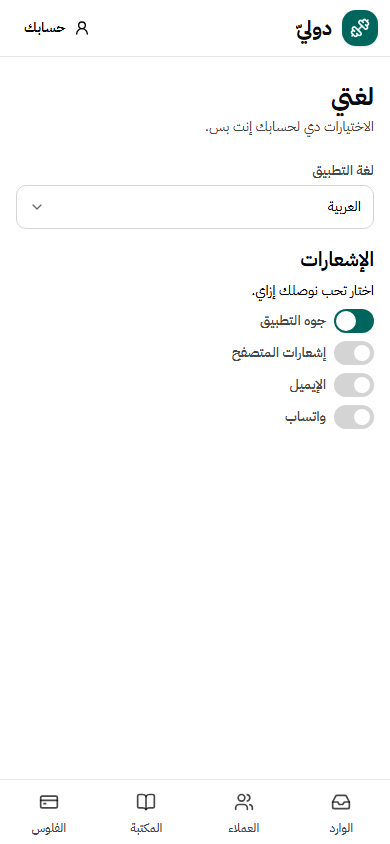 دوليّ
حسابك
لغتي
الاختيارات دي لحسابك إنت بس.
لغة التطبيق
العربية
الإشعارات
اختار تحب نوصلك إزاي.
جوه التطبيق
إشعارات المتصفح
الإيميل
واتساب
الوارد
العملاء
المكتبة
الفلوس